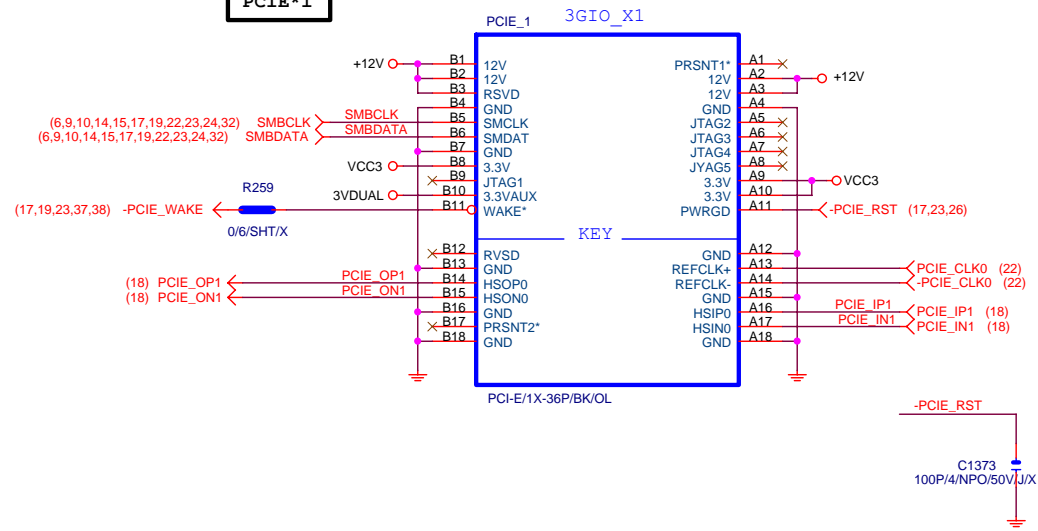 PCIE*1
PCIE_1
3GIO_X1
+12V B1 12V PRSNT1* A1
B2 12V 12V A2 +12V
B3 RSVD 12V A3
B4 GND GND A4
(6,9,10,14,15,17,19,22,23,24,32) SMBCLK SMBCLK B5 SMCLK JTAG2 A5
(6,9,10,14,15,17,19,22,23,24,32) SMBDATA SMBDATA B6 SMDAT JTAG3 A6
B7 GND JTAG4 A7
VCC3 B8 3.3V JYAG5 A8
B9 JTAG1 3.3V A9 VCC3
R259 3VDUAL B10 3.3VAUX 3.3V A10
(17,19,23,37,38) -PCIE_WAKE B11 WAKE* PWRGD A11 -PCIE_RST (17,23,26)
0/6/SHT/X
KEY
B12 RVSD GND A12
B13 GND REFCLK+ A13 PCIE_CLK0 (22)
(18) PCIE_OP1 PCIE_OP1 B14 HSOP0 REFCLK- A14 -PCIE_CLK0 (22)
(18) PCIE_ON1 PCIE_ON1 B15 HSON0 GND A15
B16 GND HSIP0 A16 PCIE_IP1 PCIE_IP1 (18)
B17 PRSNT2* HSIN0 A17 PCIE_IN1 PCIE_IN1 (18)
B18 GND GND A18
PCI-E/1X-36P/BK/OL
-PCIE_RST
C1373
100P/4/NPO/50V/J/X